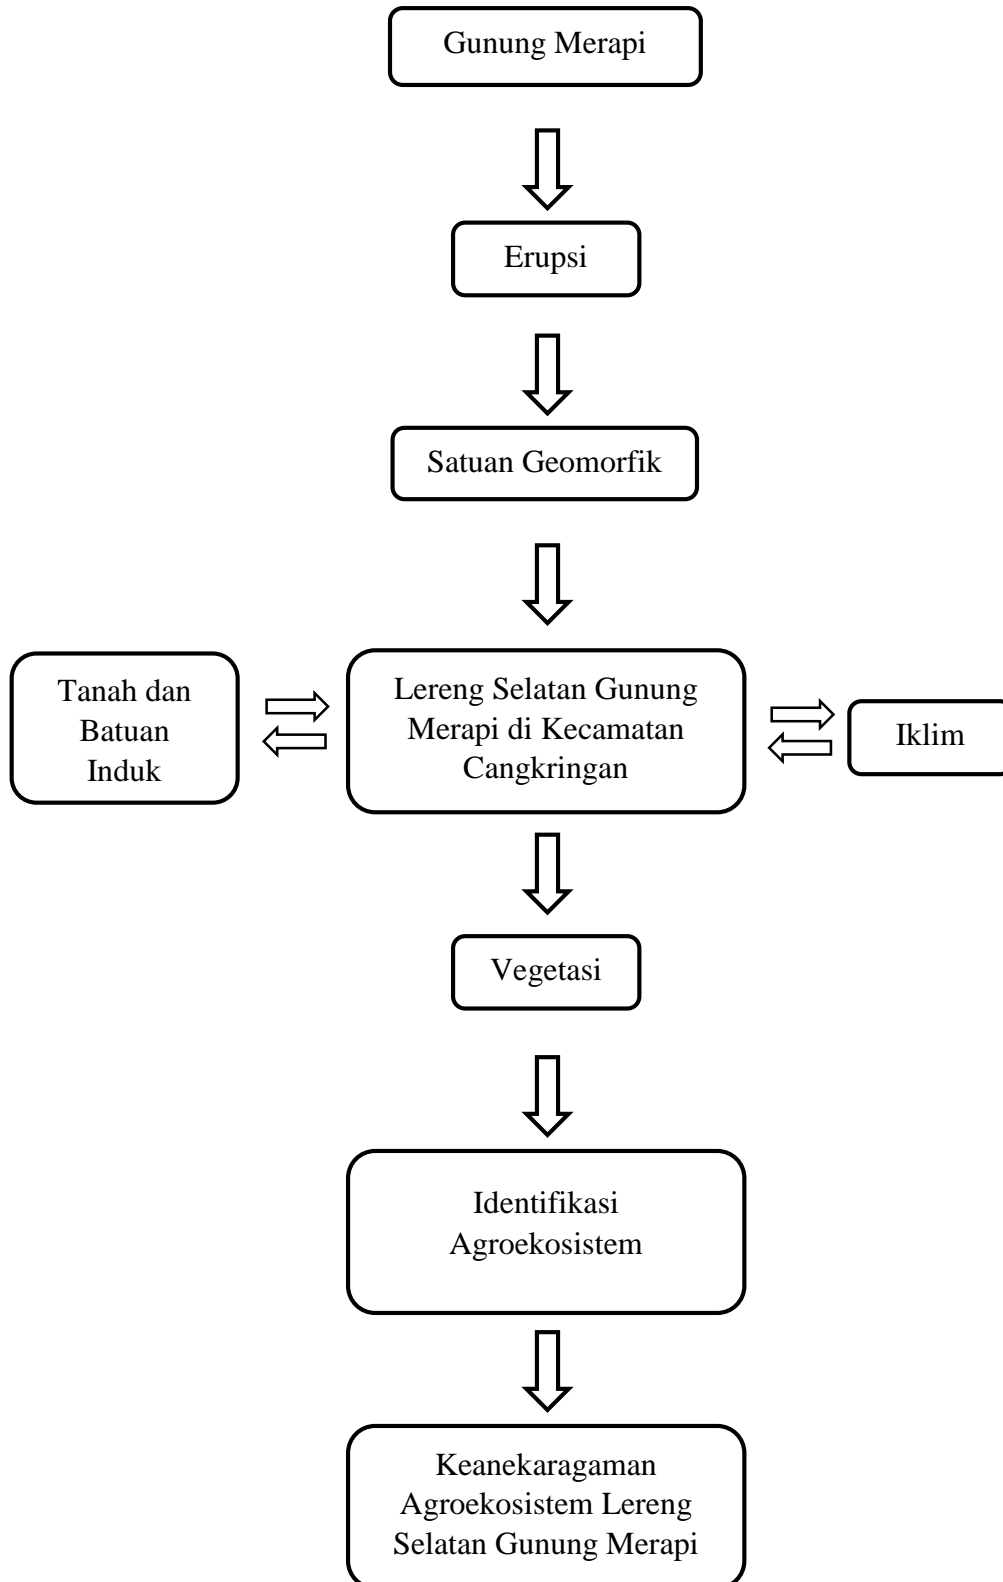 Gunung Merapi
Erupsi
Satuan Geomorfik
Tanah dan
Batuan
Induk
Lereng Selatan Gunung
Merapi di Kecamatan
Cangkringan
Iklim
Vegetasi
Identifikasi
Agroekosistem
Keanekaragaman
Agroekosistem Lereng
Selatan Gunung Merapi